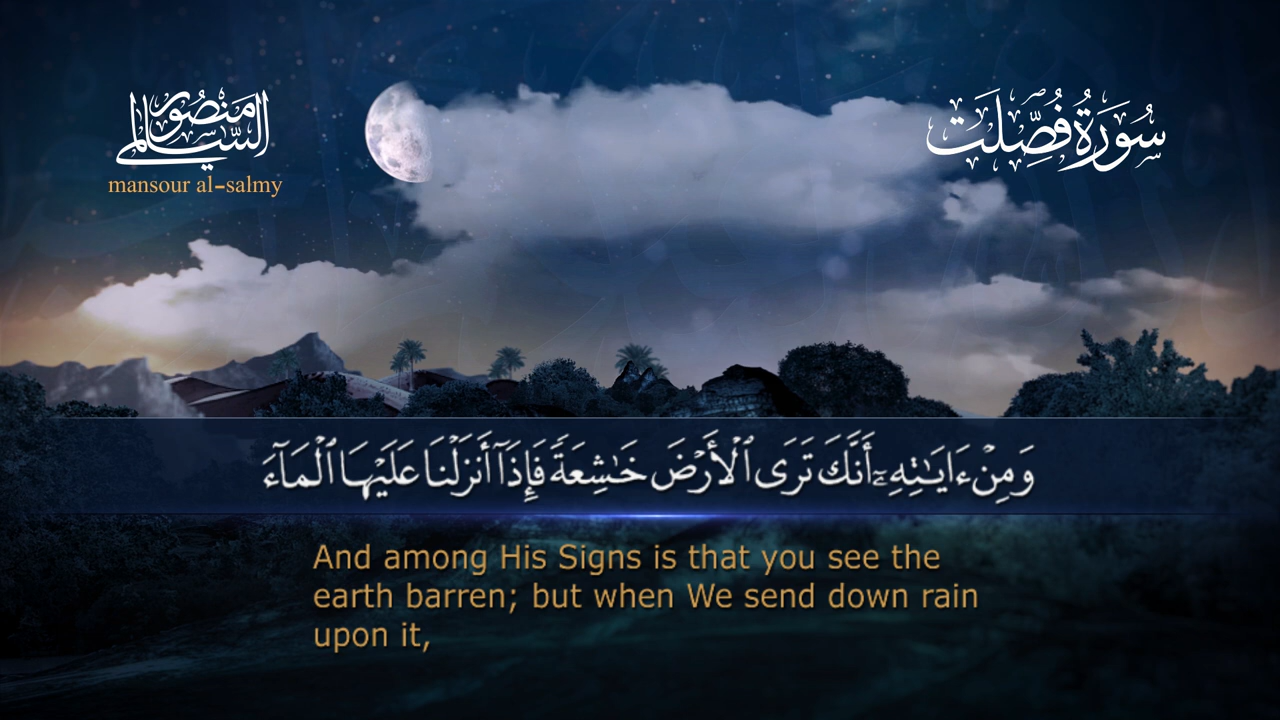 منصور السالمي
mansour al-salmy
سُورَةُ فُصِّلَت
وَمِنْ ءَايَـٰتِهِۦٓ أَنَّكَ تَرَى ٱلْأَرْضَ خَـٰشِعَةً فَإِذَآ أَنزَلْنَا عَلَيْهَا ٱلْمَآءَ
And among His Signs is that you see the
earth barren; but when We send down rain
upon it,